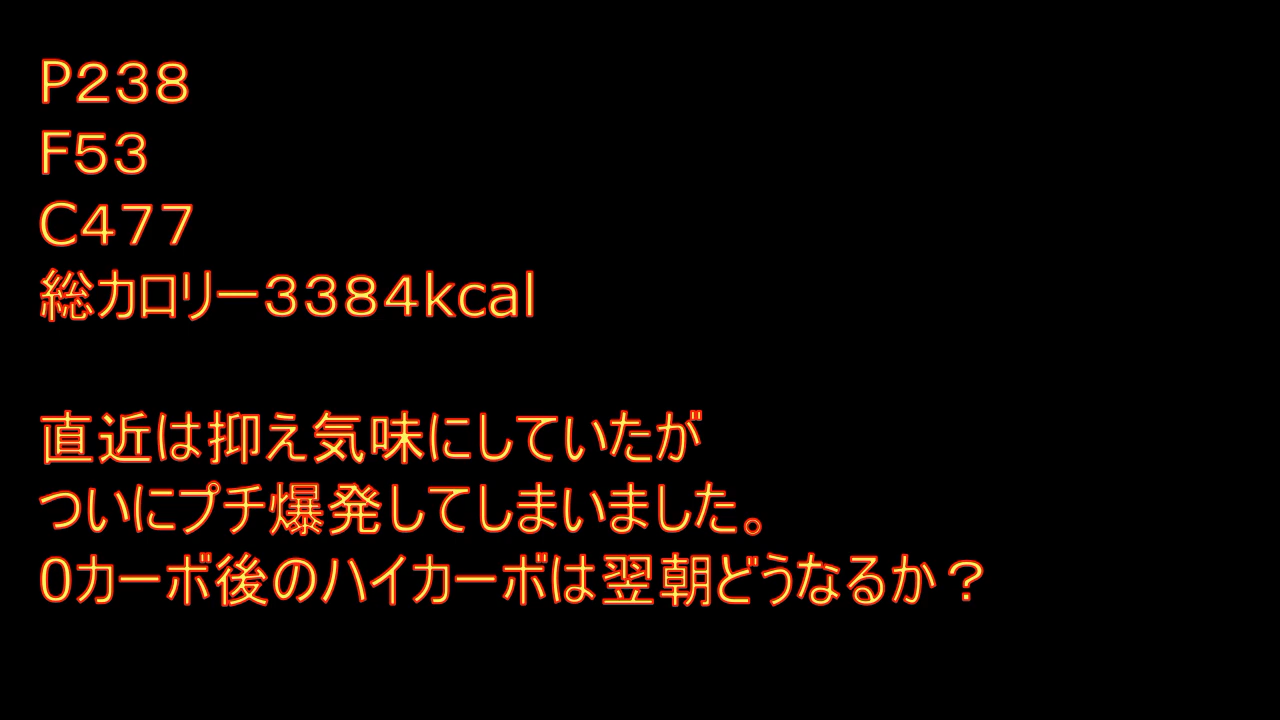 P238
F53
C477
総カロリー3384kcal
直近は抑え気味にしていたが
ついにプチ爆発してしまいました。
0カーボ後のハイカーボは翌朝どうなるか？